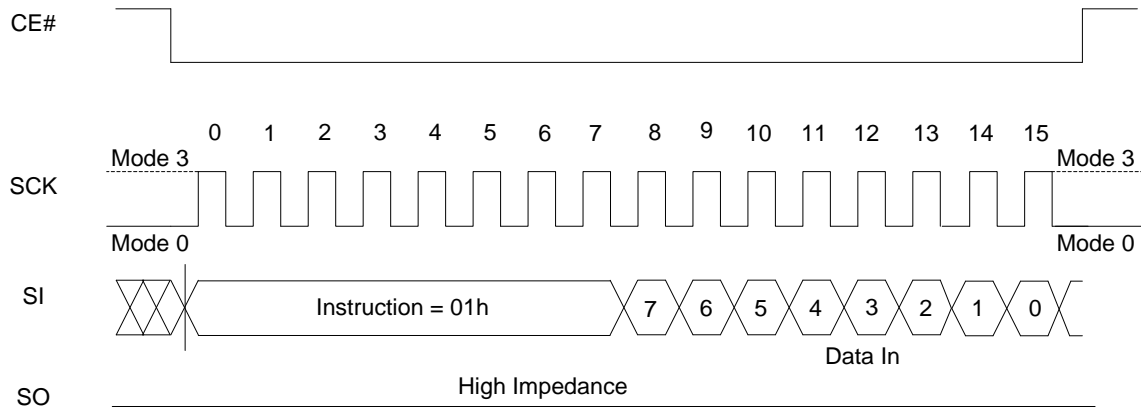 CE#
0 1 2 3 4 5 6 7 8 9 10 11 12 13 14 15
Mode 3 Mode 3
SCK
Mode 0 Mode 0
SI Instruction = 01h 7 6 5 4 3 2 1 0
Data In
High Impedance
SO